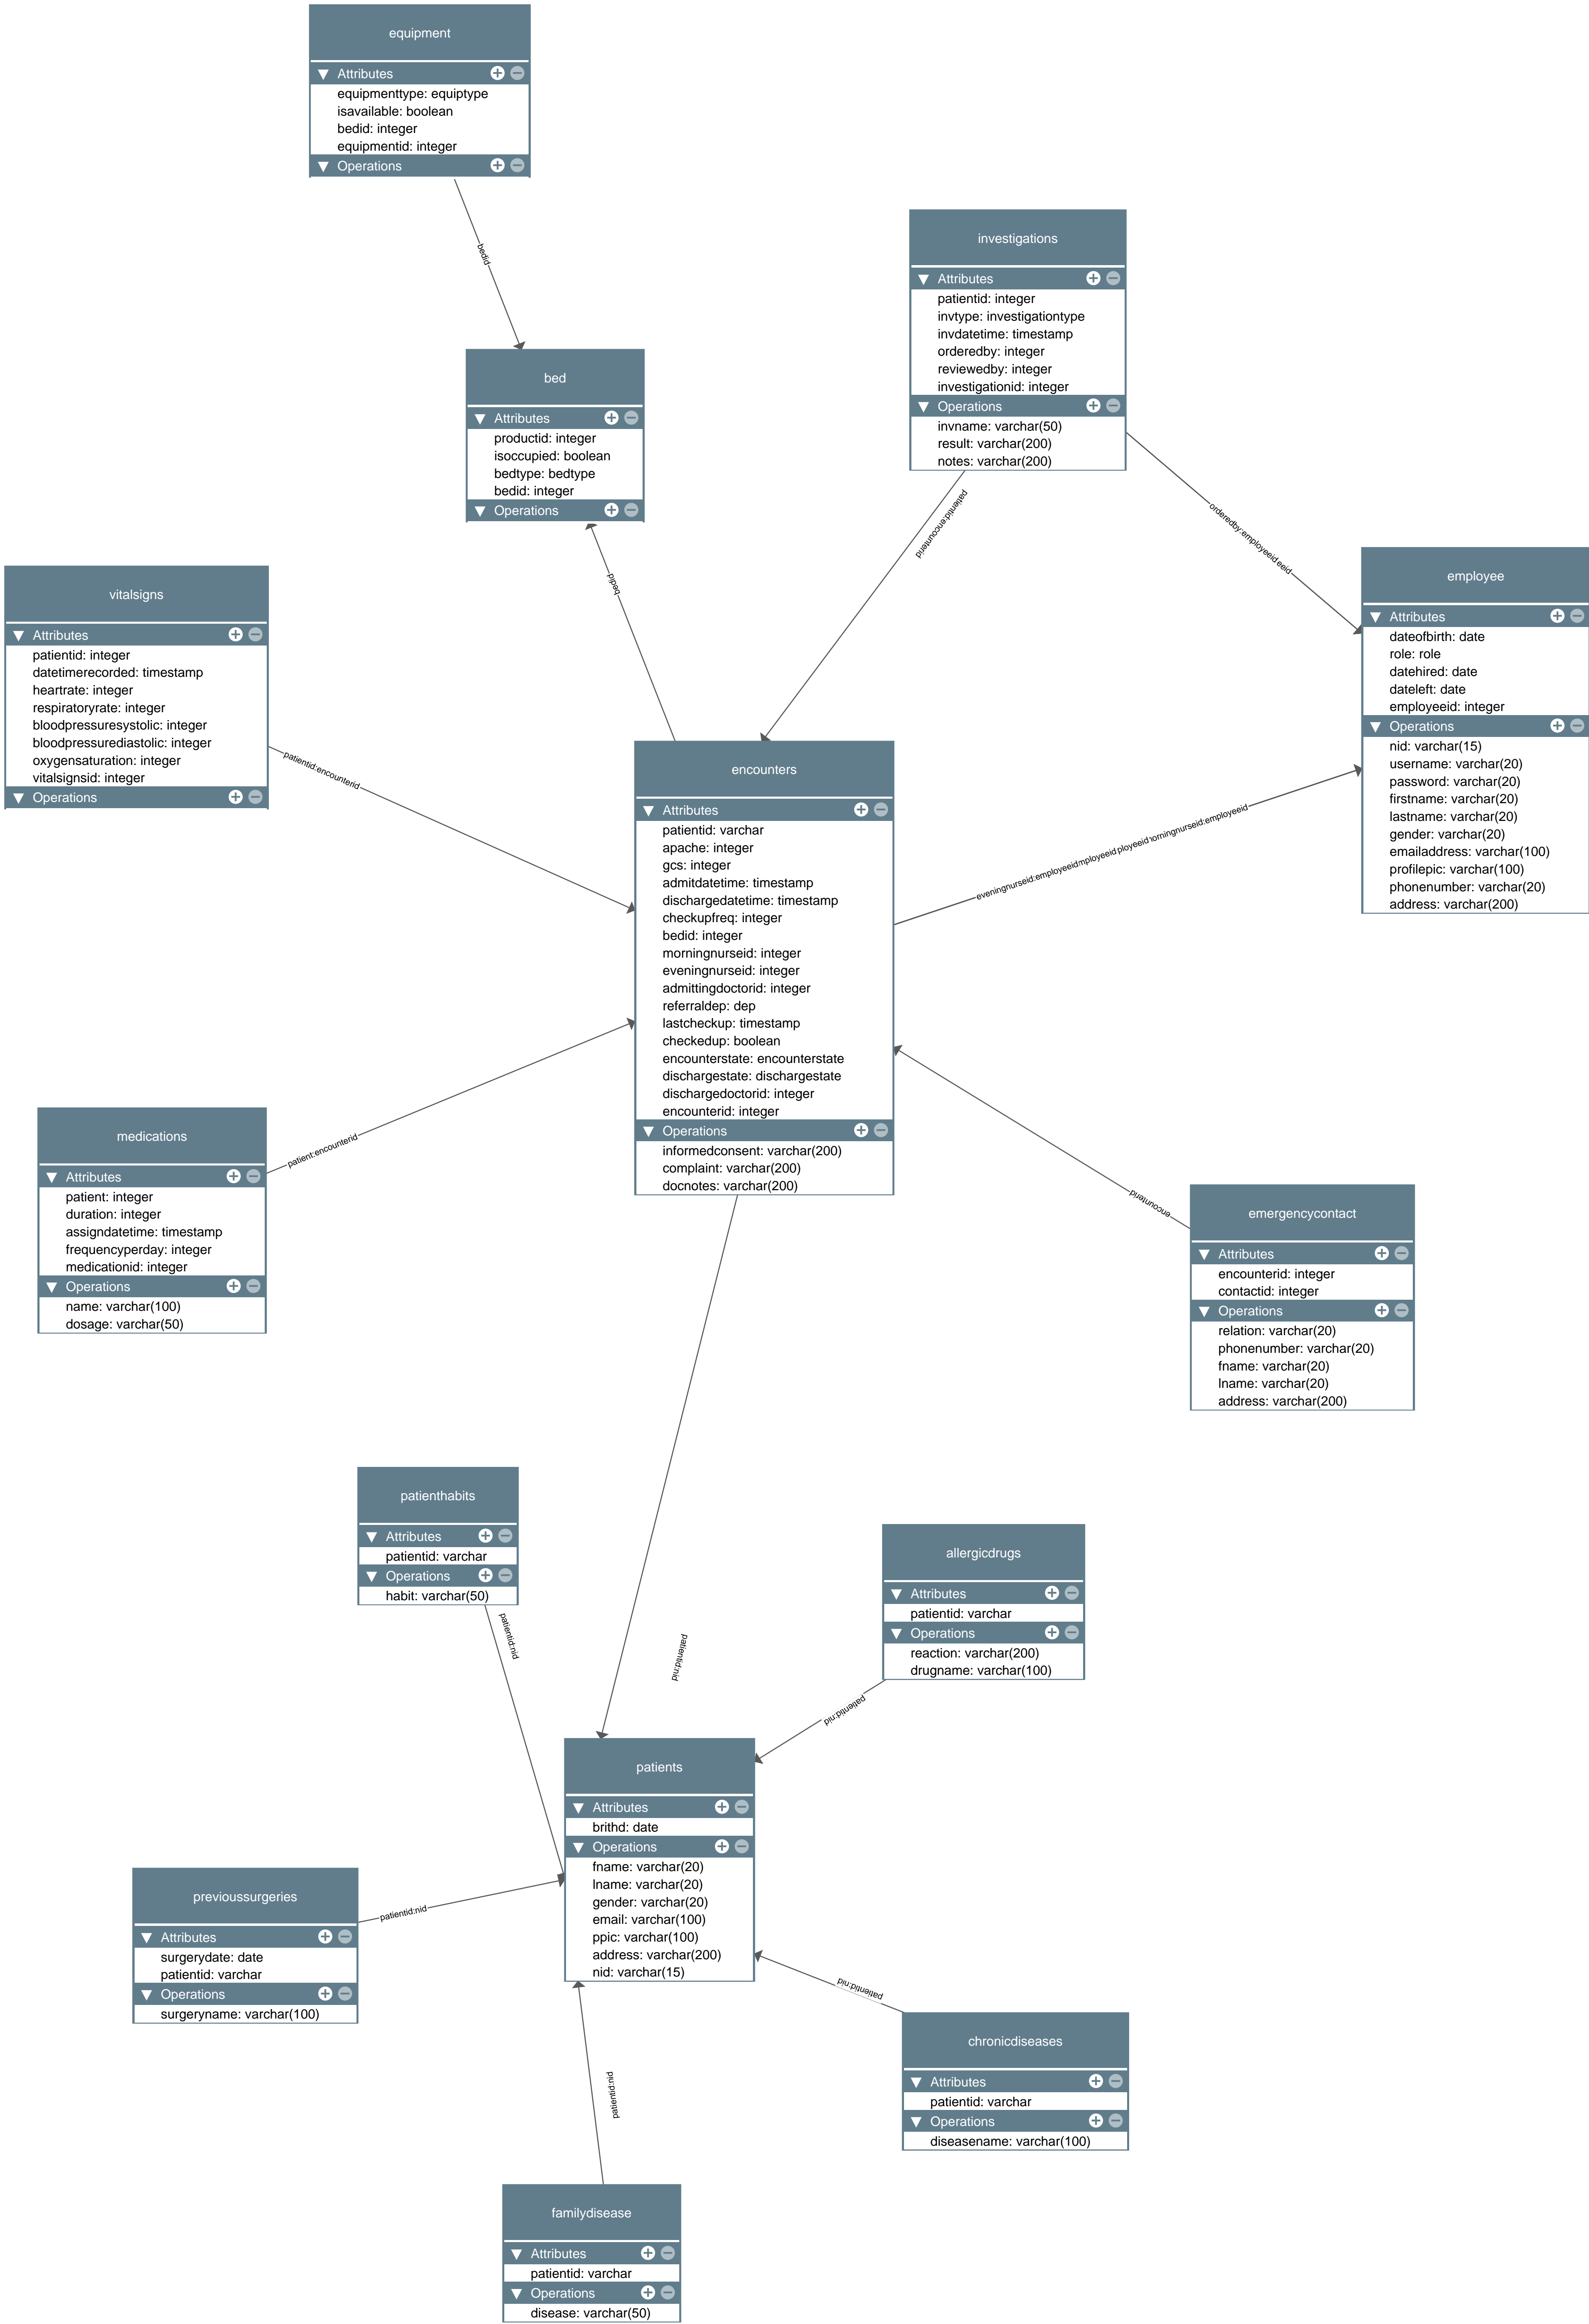 equipment
Attributes
equipmenttype: equiptype
isavailable: boolean
bedid: integer
equipmentid: integer
Operations
bedid
investigations
Attributes
patientid: integer
invtype: investigationtype
invdatetime: timestamp
orderedby: integer
reviewedby: integer
investigationid: integer
Operations
invname: varchar(50)
result: varchar(200)
notes: varchar(200)
bed
Attributes
productid: integer
isoccupied: boolean
bedtype: bedtype
bedid: integer
Operations
patientid:encounterid
orderedby:employeeid
bedid
employee
Attributes
dateofbirth: date
role: role
datehired: date
dateleft: date
employeeid: integer
Operations
nid: varchar(15)
username: varchar(20)
password: varchar(20)
firstname: varchar(20)
lastname: varchar(20)
gender: varchar(20)
emailaddress: varchar(100)
profilepic: varchar(100)
phonenumber: varchar(20)
address: varchar(200)
vitalsigns
Attributes
patientid: integer
datetimerecorded: timestamp
heartrate: integer
respiratoryrate: integer
bloodpressuresystolic: integer
bloodpressurediastolic: integer
oxygensaturation: integer
vitalsignsid: integer
Operations
patientid:encounterid
encounters
Attributes
patientid: varchar
apache: integer
gcs: integer
admitdatetime: timestamp
dischargedatetime: timestamp
checkupfreq: integer
bedid: integer
morningnurseid: integer
eveningnurseid: integer
admittingdoctorid: integer
referraldep: dep
lastcheckup: timestamp
checkedup: boolean
encounterstate: encounterstate
dischargestate: dischargestate
dischargedoctorid: integer
encounterid: integer
Operations
informedconsent: varchar(200)
complaint: varchar(200)
docnotes: varchar(200)
eveningnurseid:employeeid
medications
Attributes
patient: integer
duration: integer
assigndatetime: timestamp
frequencyperday: integer
medicationid: integer
Operations
name: varchar(100)
dosage: varchar(50)
patient:encounterid
encounterid
emergencycontact
Attributes
encounterid: integer
contactid: integer
Operations
relation: varchar(20)
phonenumber: varchar(20)
fname: varchar(20)
lname: varchar(20)
address: varchar(200)
patienthabits
Attributes
patientid: varchar
Operations
habit: varchar(50)
patientid:nid
patientid:nid
allergicdrugs
Attributes
patientid: varchar
Operations
reaction: varchar(200)
drugname: varchar(100)
patientid:nid
patients
Attributes
brithd: date
Operations
fname: varchar(20)
lname: varchar(20)
gender: varchar(20)
email: varchar(100)
ppic: varchar(100)
address: varchar(200)
nid: varchar(15)
previoussurgeries
Attributes
surgerydate: date
patientid: varchar
Operations
surgeryname: varchar(100)
patientid:nid
patientid:nid
chronicdiseases
Attributes
patientid: varchar
Operations
diseasename: varchar(100)
patientid:nid
familydisease
Attributes
patientid: varchar
Operations
disease: varchar(50)